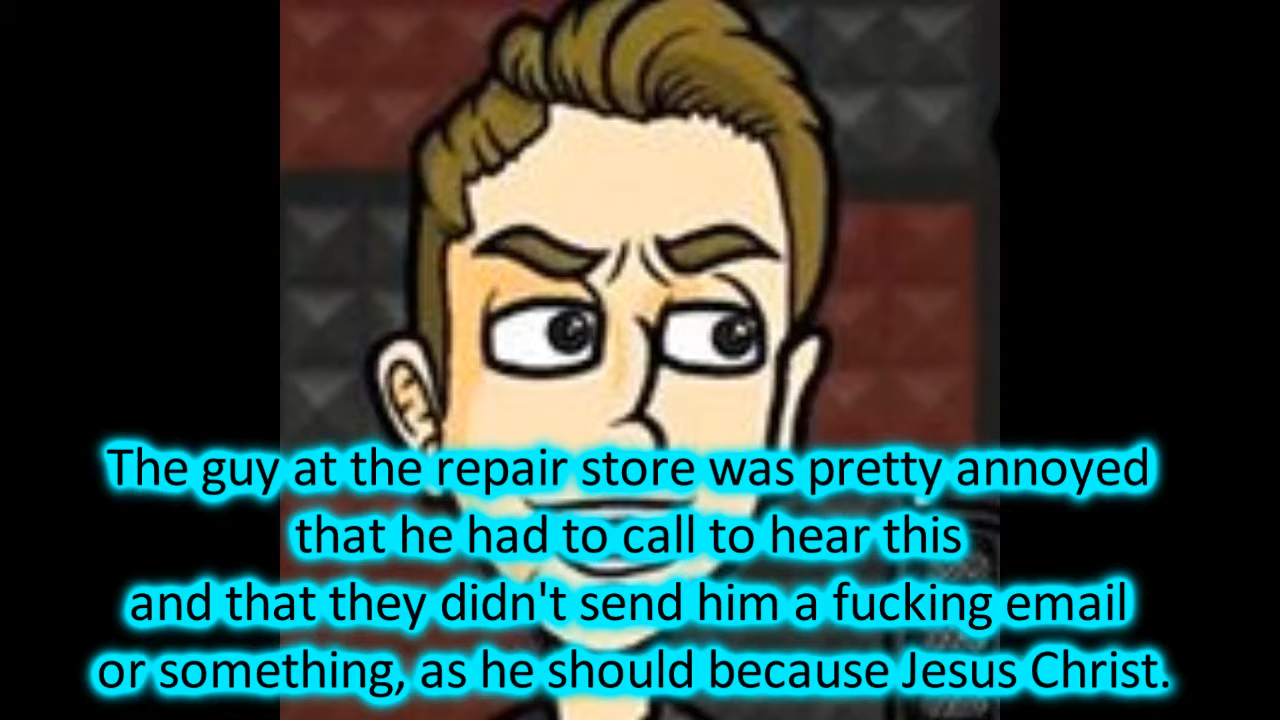 The guy at the repair store was pretty annoyed
that he had to call to hear this
and that they didn't send him a fucking email
or something, as he should because Jesus Christ.